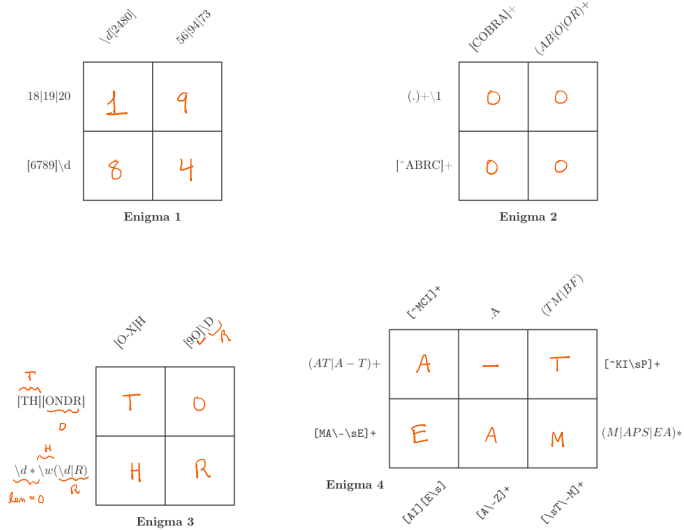 \d[2480]
56|94|73
18|19|20
1
9
[6789]\d
8
4
Enigma 1
[COBRA]+
(AB|O|OR)+
(.)+\1
O
O
[^ABRC]+
O
O
Enigma 2
[O-X]H
[9O]\D
R
T
[TH][ONDR]
O
T
O
H
\d * \w(\d|R)
len=0
R
H
R
Enigma 3
[^MCI]+
.A
(TM|BF)
(AT|A − T)+
A
-
T
[^KI\sP]+
[MA\-\sE]+
E
A
M
(M|APS|EA)*
Enigma 4
[AI][E\s]
[A\-Z]+
[\sT\-M]+